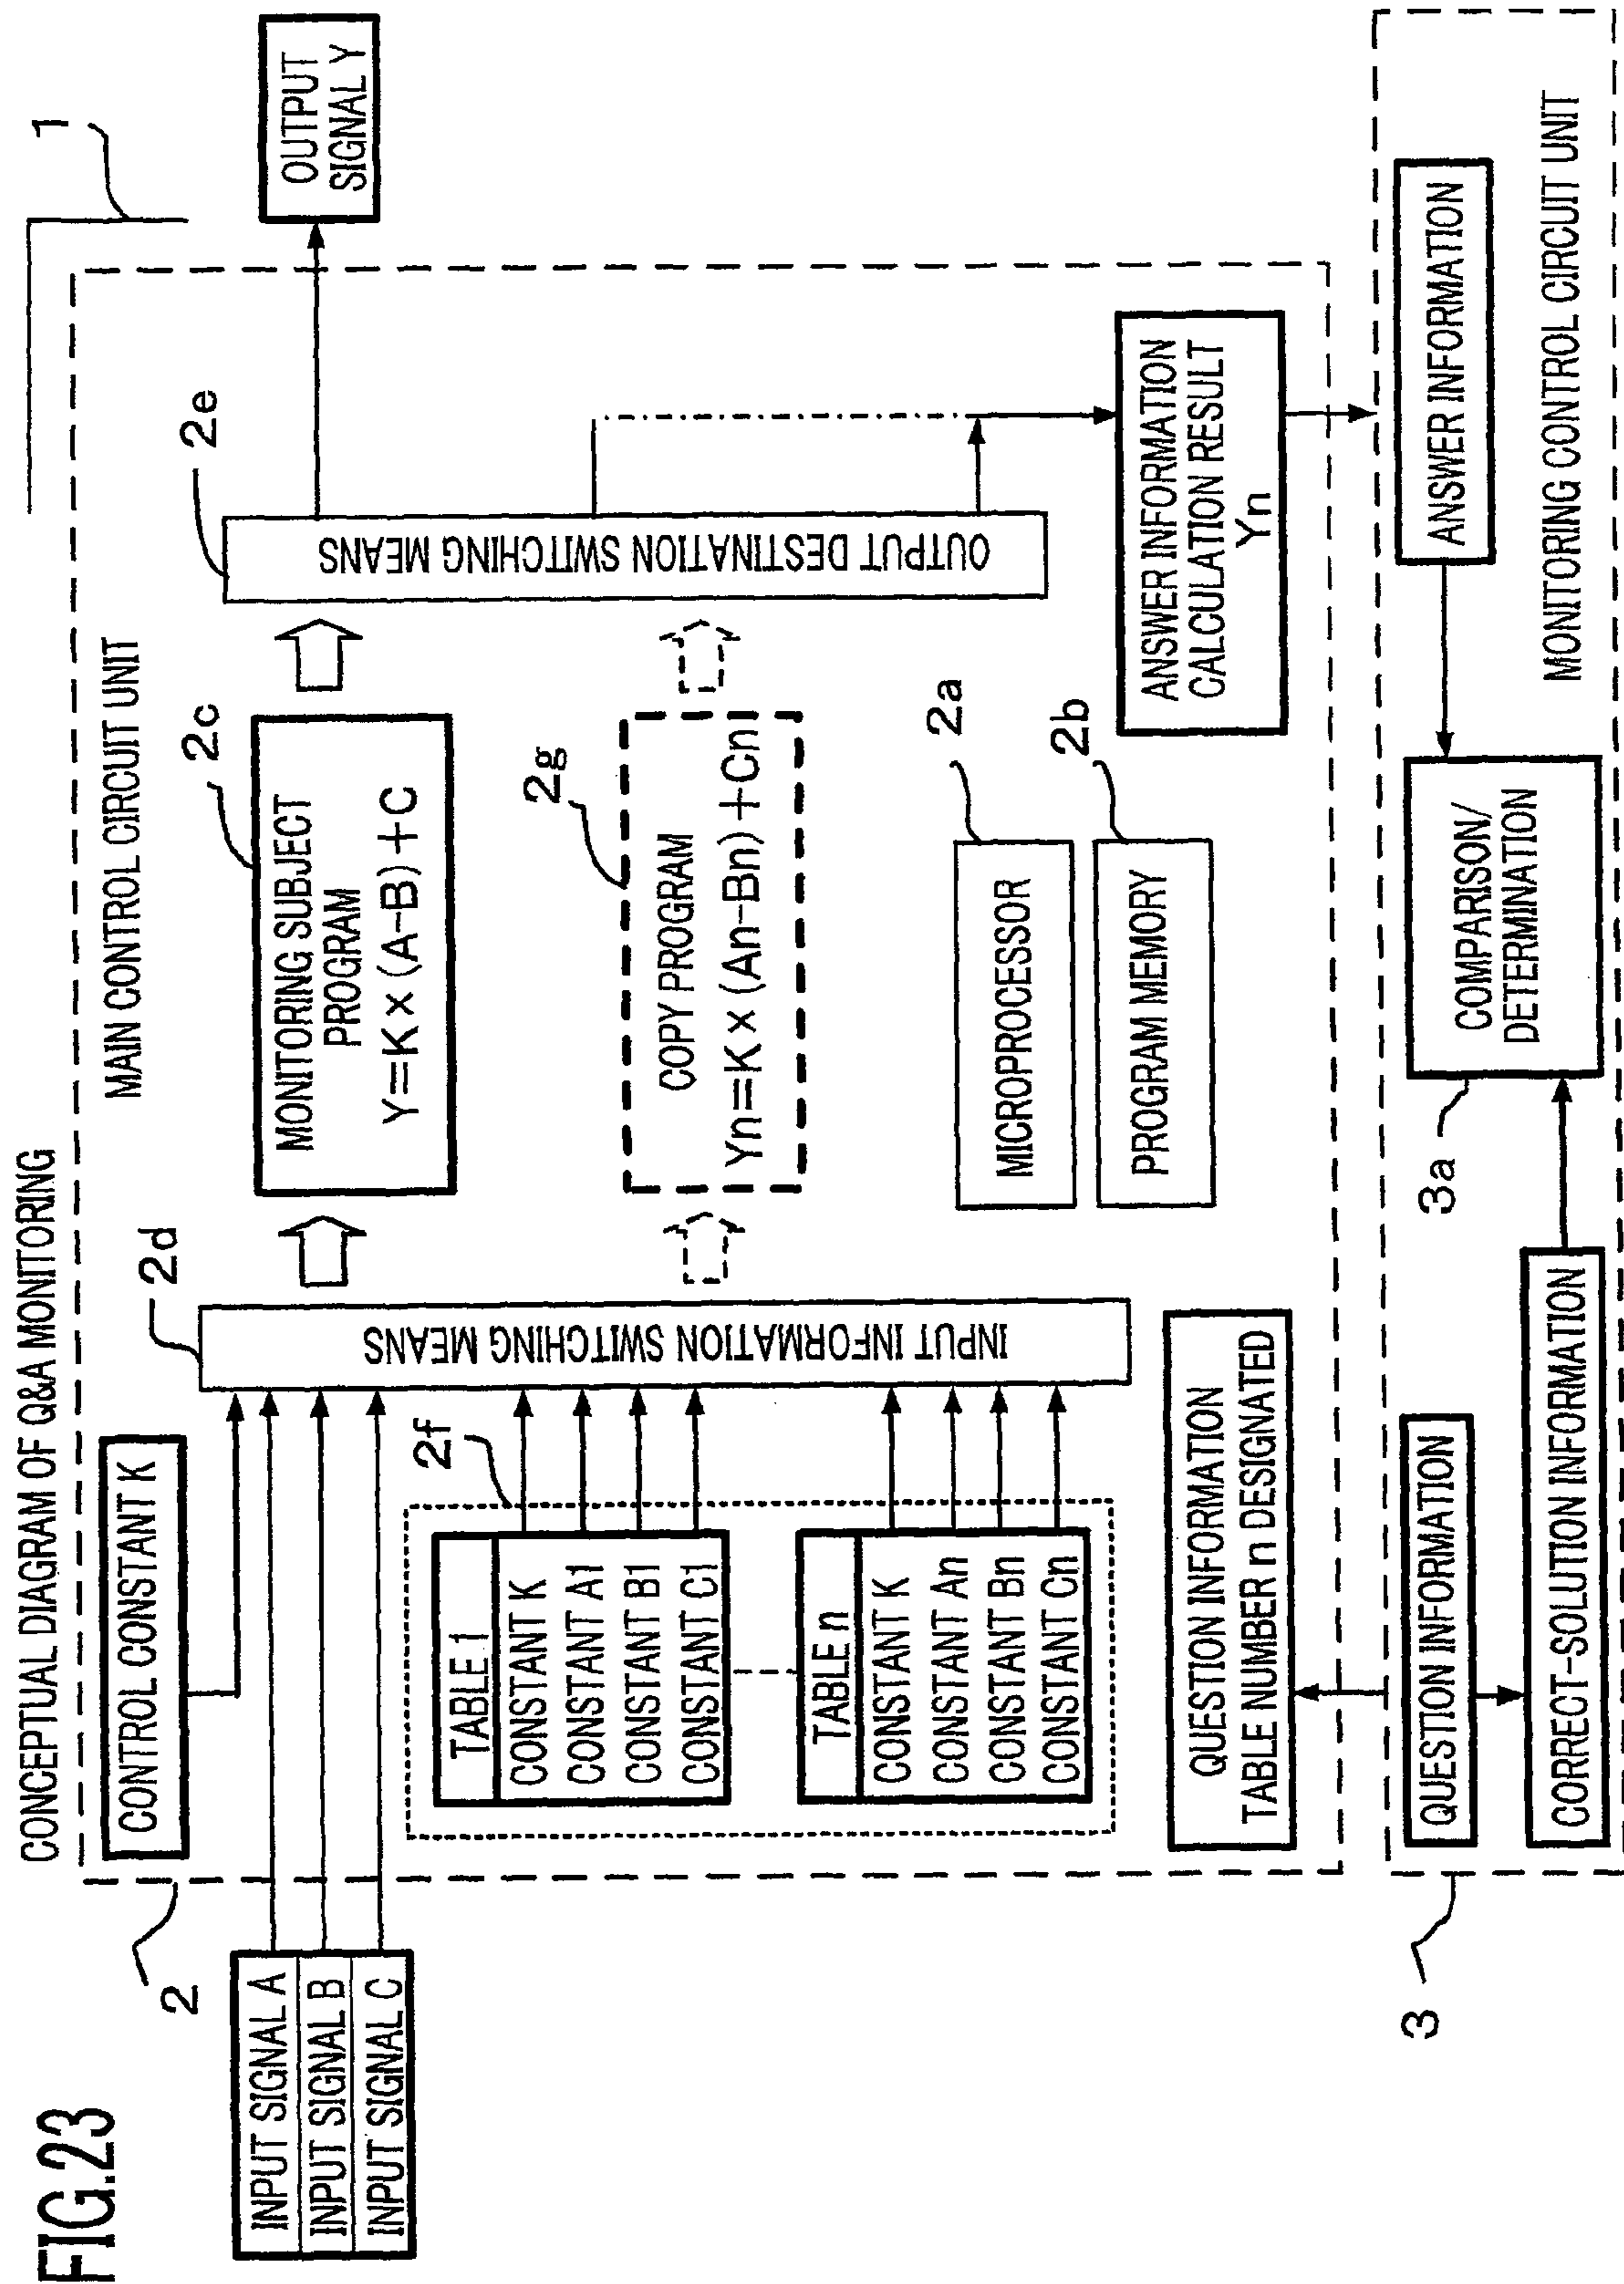 FIG.23
CONCEPTUAL DIAGRAM OF Q&A MONITORING
1
2
MAIN CONTROL CIRCUIT UNIT
CONTROL CONSTANT K
INPUT SIGNAL A
INPUT SIGNAL B
INPUT SIGNAL C
2d
INPUT INFORMATION SWITCHING MEANS
2c
MONITORING SUBJECT
PROGRAM
Y=K×(A-B)+C
2e
OUTPUT DESTINATION SWITCHING MEANS
OUTPUT
SIGNAL Y
2f
TABLE 1
CONSTANT K
CONSTANT A1
CONSTANT B1
CONSTANT C1
TABLE n
CONSTANT K
CONSTANT An
CONSTANT Bn
CONSTANT Cn
2g
COPY PROGRAM
Yn=K×(An-Bn)+Cn
2a
MICROPROCESSOR
2b
PROGRAM MEMORY
QUESTION INFORMATION
TABLE NUMBER n DESIGNATED
ANSWER INFORMATION
CALCULATION RESULT
Yn
3
QUESTION INFORMATION
CORRECT-SOLUTION INFORMATION
3a
COMPARISON/
DETERMINATION
ANSWER INFORMATION
MONITORING CONTROL CIRCUIT UNIT